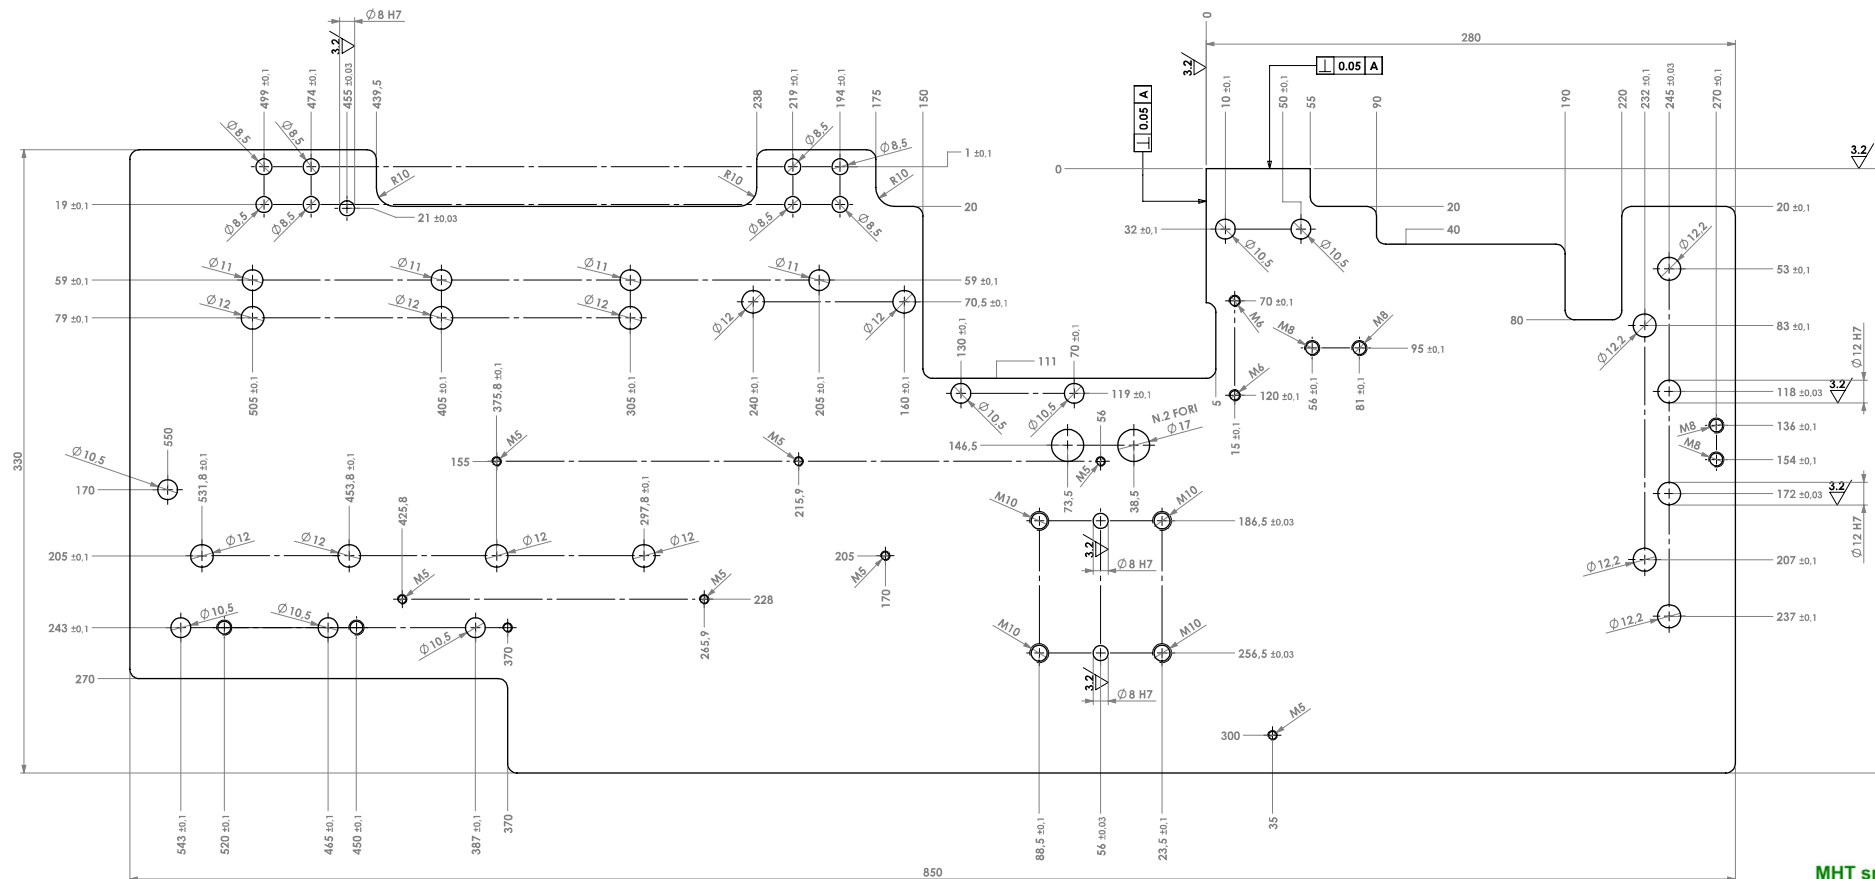 Ø8 H7
3.2
499 ±0,1
474 ±0,1
455 ±0,03
439,5
238
219 ±0,1
194 ±0,1
175
150
0
280
3.2
⊥ 0.05 A
⊥ 0.05 A
10 ±0,1
50 ±0,1
55
90
190
220
232 ±0,1
245 ±0,03
270 ±0,1
3.2
Ø8,5
Ø8,5
Ø8,5
Ø8,5
1 ±0,1
0
R10
R10
R10
19 ±0,1
Ø8,5
Ø8,5
21 ±0,03
Ø8,5
Ø8,5
20
20
20 ±0,1
32 ±0,1
Ø10,5
Ø10,5
40
Ø12,2
53 ±0,1
59 ±0,1
Ø11
Ø11
Ø11
Ø11
59 ±0,1
79 ±0,1
Ø12
Ø12
Ø12
Ø12
Ø12
70,5 ±0,1
70 ±0,1
M6
M8
M8
80
83 ±0,1
Ø12,2
95 ±0,1
505 ±0,1
405 ±0,1
375,8 ±0,1
305 ±0,1
240 ±0,1
205 ±0,1
160 ±0,1
130 ±0,1
111
70 ±0,1
119 ±0,1
Ø10,5
Ø10,5
56
5
M6
120 ±0,1
15 ±0,1
56 ±0,1
81 ±0,1
Ø12 H7
118 ±0,03
3.2
N.2 FORI
Ø17
146,5
M8
136 ±0,1
M8
154 ±0,1
330
550
Ø10,5
170
531,8 ±0,1
453,8 ±0,1
155
M5
M5
M5
425,8
297,8 ±0,1
215,9
73,5
38,5
172 ±0,03
3.2
Ø12 H7
M10
M10
186,5 ±0,03
3.2
Ø8 H7
205 ±0,1
Ø12
Ø12
Ø12
Ø12
205
M5
170
Ø12,2
207 ±0,1
M5
M5
228
265,9
243 ±0,1
Ø10,5
Ø10,5
Ø10,5
370
Ø12,2
237 ±0,1
M10
M10
256,5 ±0,03
3.2
Ø8 H7
270
300
M5
543 ±0,1
520 ±0,1
465 ±0,1
450 ±0,1
387 ±0,1
370
88,5 ±0,1
56 ±0,03
23,5 ±0,1
35
850